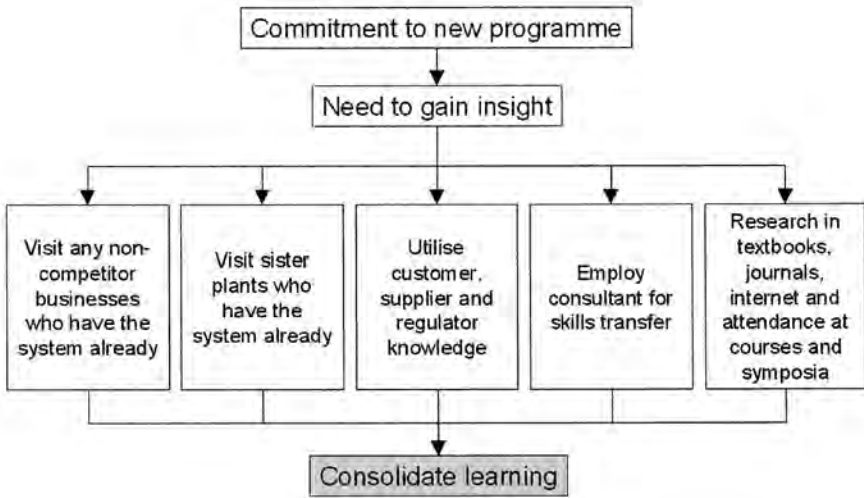 Commitment to new programme
Need to gain insight
Visit any non-
competitor
businesses
who have the
system already
Visit sister
plants who
have the
system already
Utilise
customer,
supplier and
regulator
knowledge
Employ
consultant for
skills transfer
Research in
textbooks,
journals,
internet and
attendance at
courses and
symposia
Consolidate learning